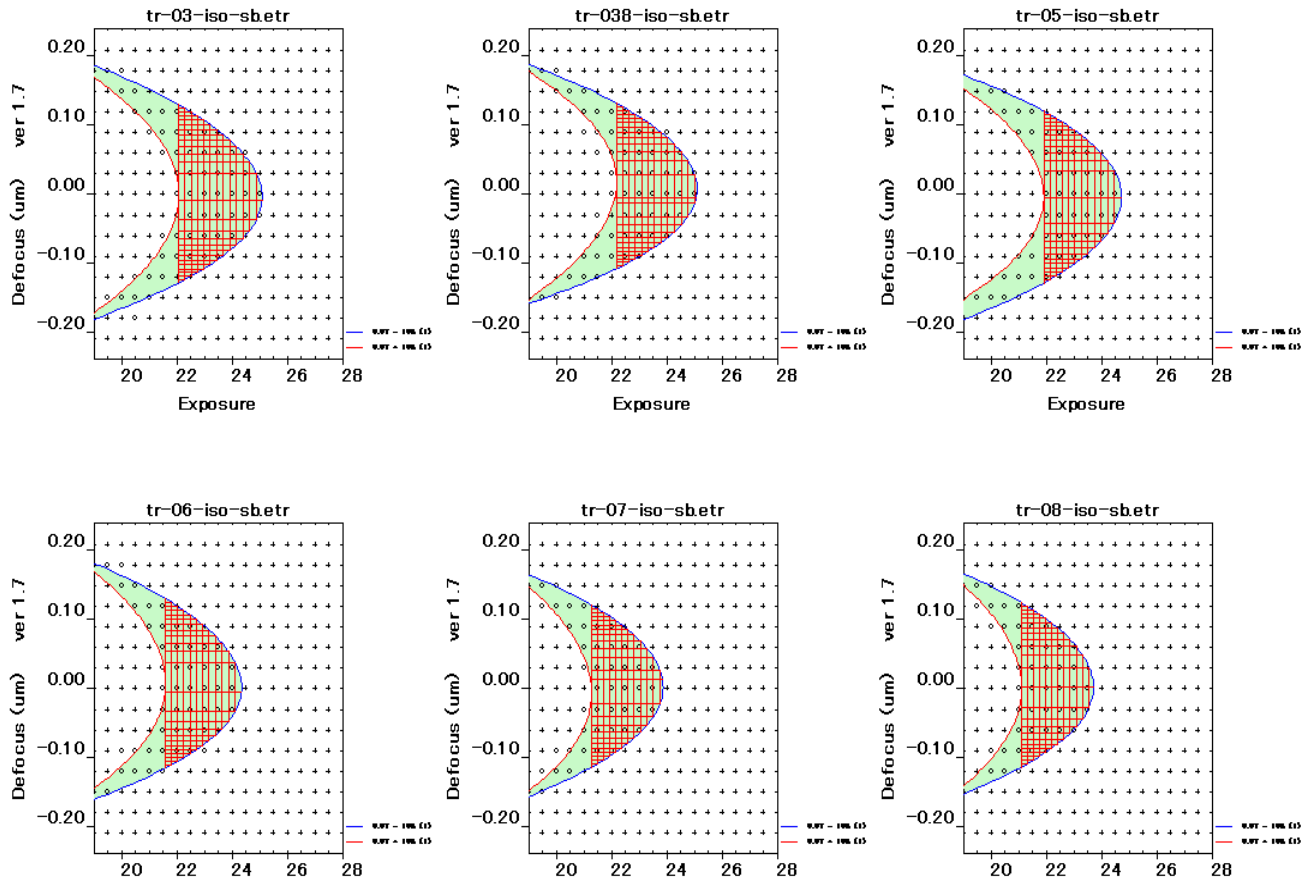 tr-03-iso-sb.etr
tr-038-iso-sb.etr
tr-05-iso-sb.etr
ver 1.7
ver 1.7
ver 1.7
Defocus (um)
Defocus (um)
Defocus (um)
0.20
0.10
0.00
-0.10
-0.20
0.20
0.10
0.00
-0.10
-0.20
0.20
0.10
0.00
-0.10
-0.20
20 22 24 26 28
20 22 24 26 28
20 22 24 26 28
Exposure
Exposure
tr-06-iso-sb.etr
tr-07-iso-sb.etr
tr-08-iso-sb.etr
ver 1.7
ver 1.7
ver 1.7
Defocus (um)
Defocus (um)
Defocus (um)
0.20
0.10
0.00
-0.10
-0.20
0.20
0.10
0.00
-0.10
-0.20
0.20
0.10
0.00
-0.10
-0.20
20 22 24 26 28
20 22 24 26 28
20 22 24 26 28